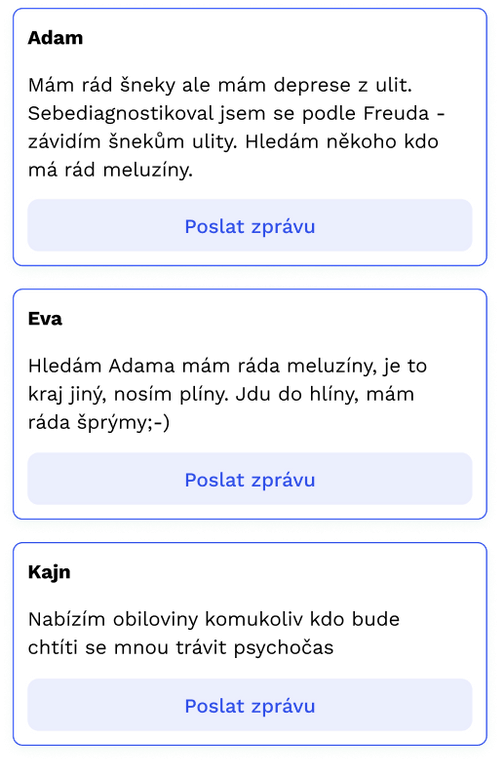 Adam
Mám rád šneky ale mám deprese z ulit.
Sebediagnostikoval jsem se podle Freuda -
závidím šnekům ulity. Hledám někoho kdo
má rád meluzíny.
Poslat zprávu
Eva
Hledám Adama mám ráda meluzíny, je to
kraj jiný, nosím plíny. Jdu do hlíny, mám
ráda šprýmy;-)
Poslat zprávu
Kajn
Nabízím obiloviny komukoliv kdo bude
chtíti se mnou trávit psychočas
Poslat zprávu